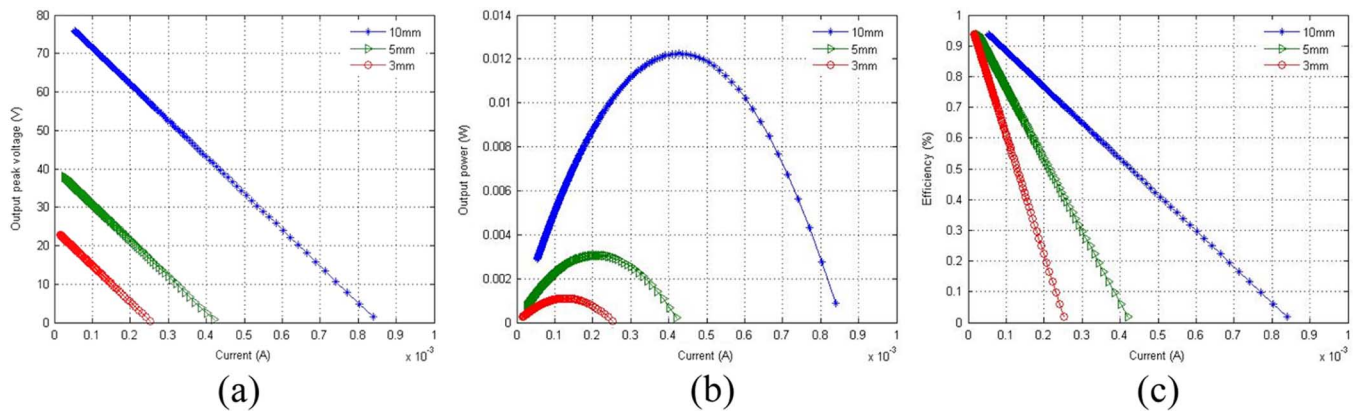 80
70
60
50
40
30
20
10
0
Output peak voltage (V)
10mm
5mm
3mm
0 0.1 0.2 0.3 0.4 0.5 0.6 0.7 0.8 0.9 1
Current (A)
x 10⁻³
(a)
0.014
0.012
0.01
0.008
0.006
0.004
0.002
0
Output power (W)
10mm
5mm
3mm
0 0.1 0.2 0.3 0.4 0.5 0.6 0.7 0.8 0.9 1
Current (A)
x 10⁻³
(b)
1
0.9
0.8
0.7
0.6
0.5
0.4
0.3
0.2
0.1
0
Efficiency (%)
10mm
5mm
3mm
0 0.1 0.2 0.3 0.4 0.5 0.6 0.7 0.8 0.9 1
Current (A)
x 10⁻³
(c)